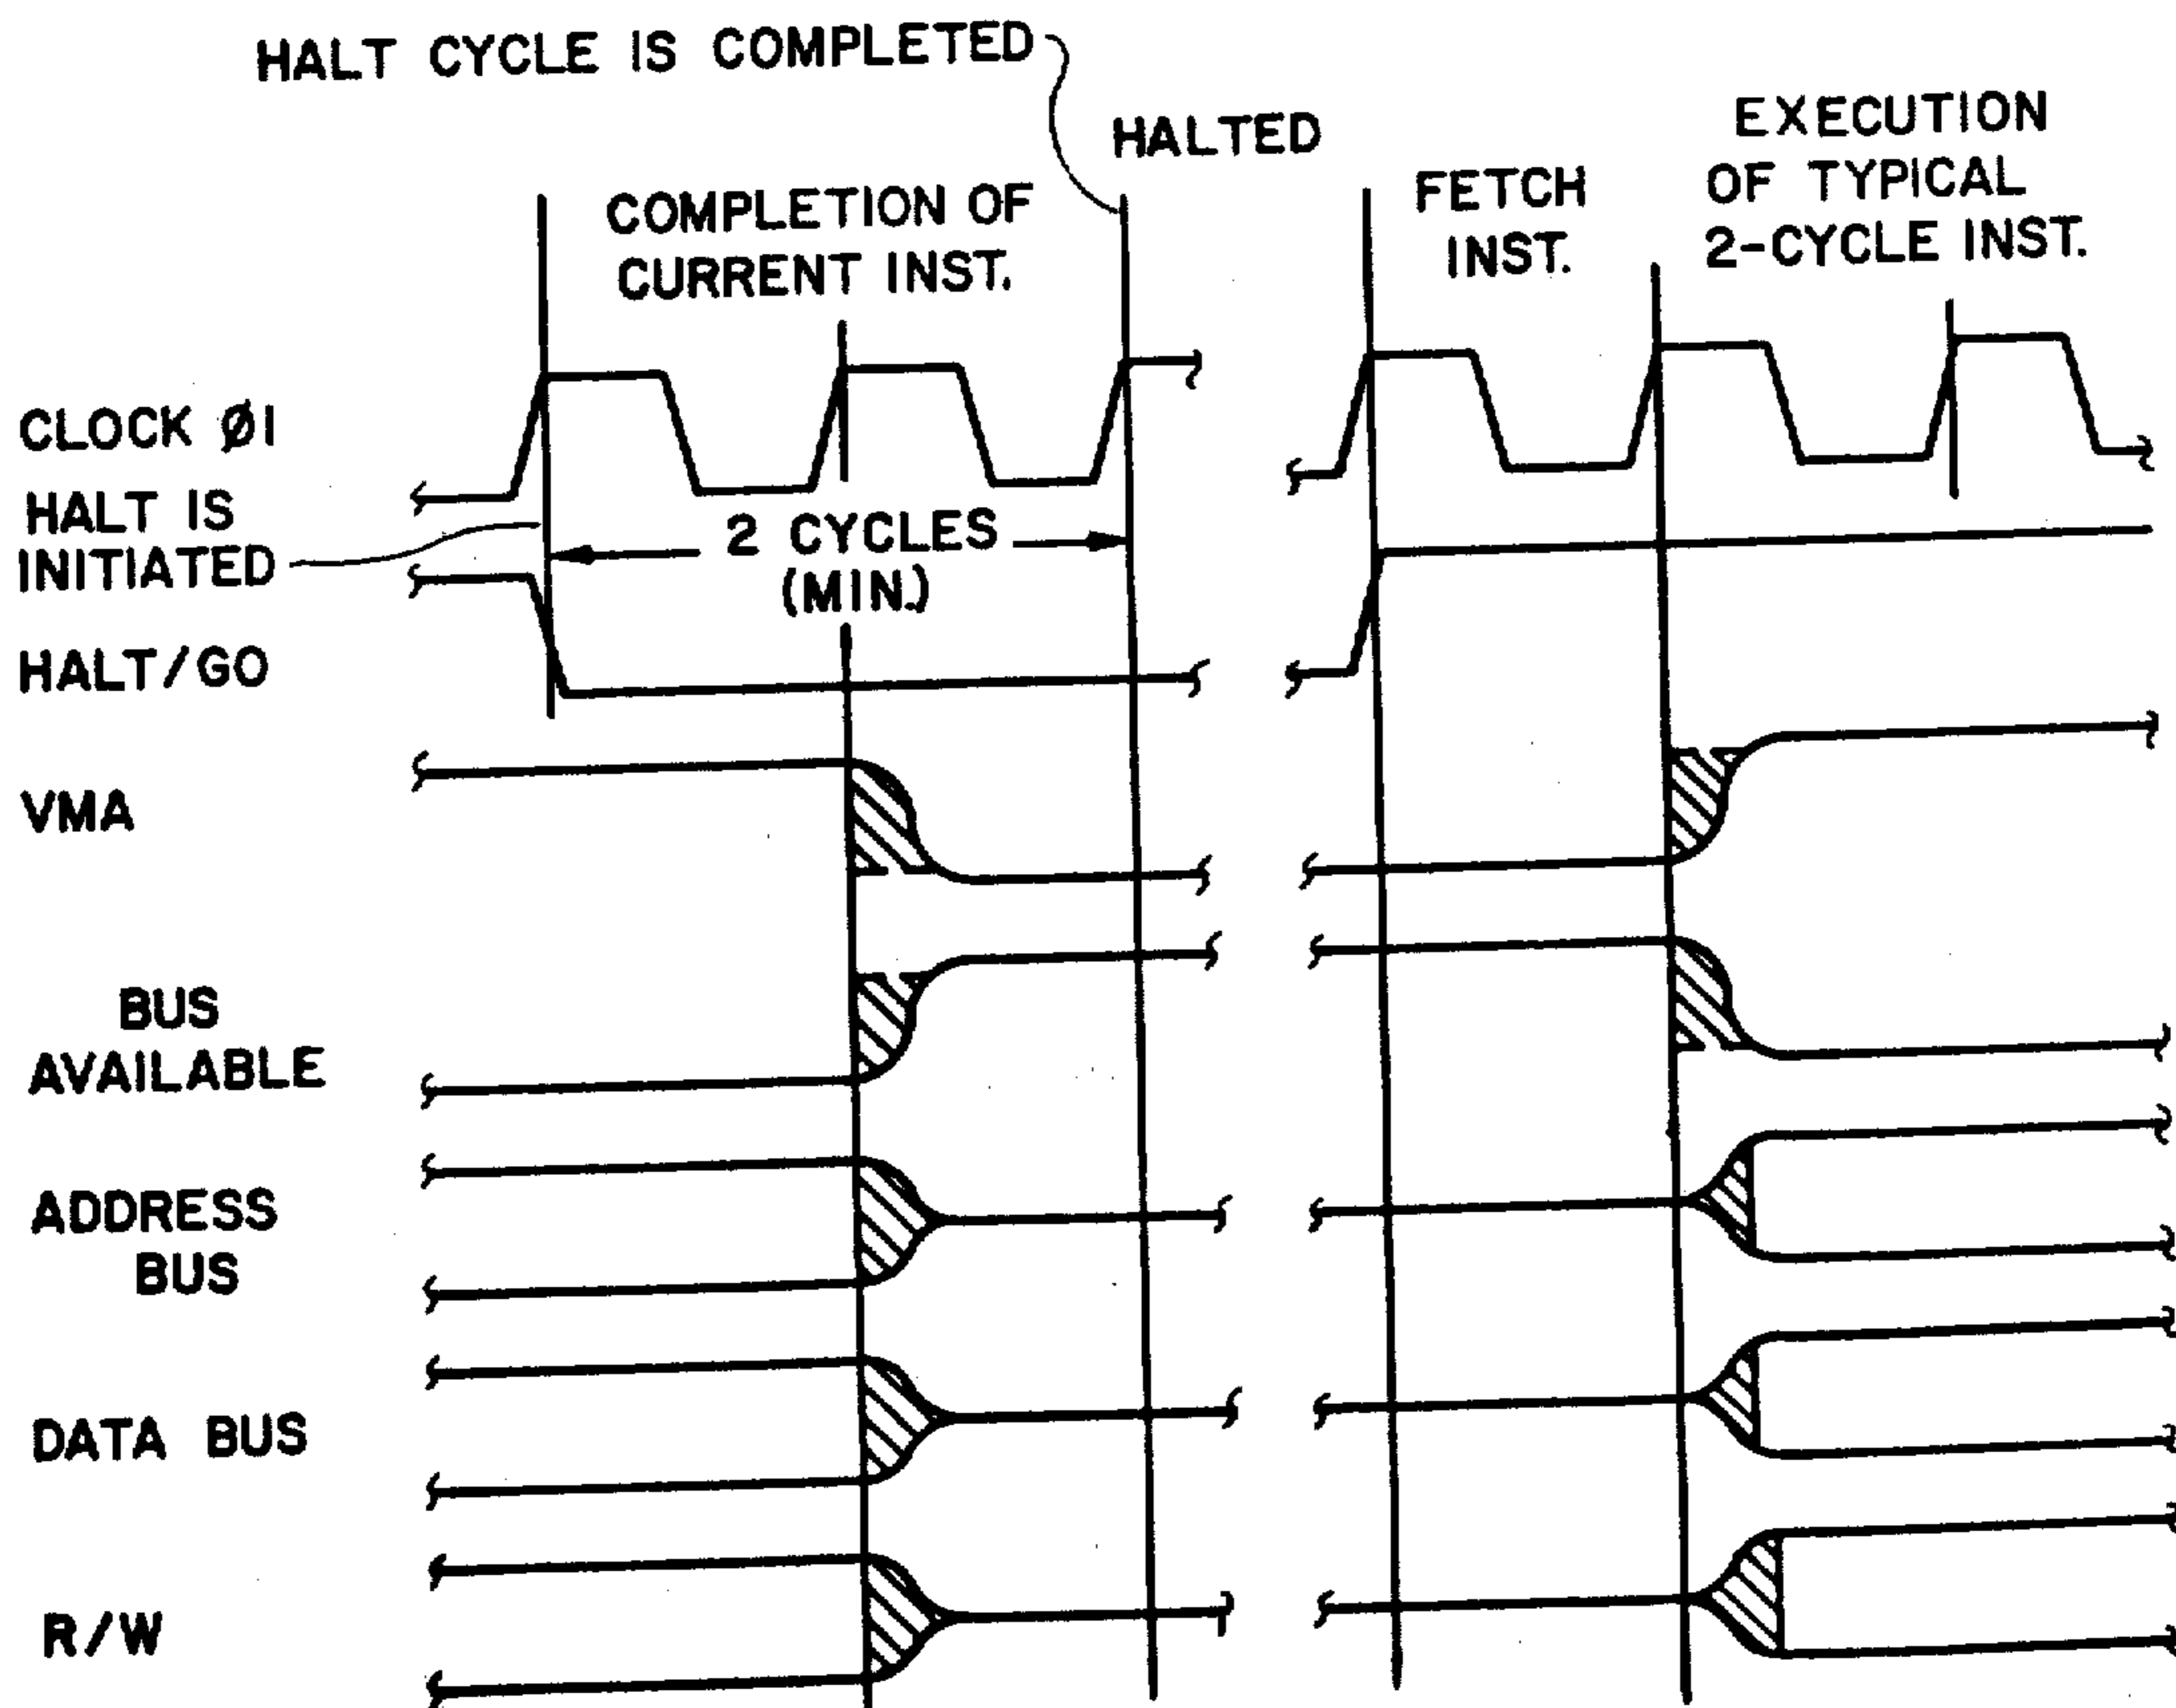 HALT CYCLE IS COMPLETED
HALTED
COMPLETION OF
CURRENT INST.
FETCH
INST.
EXECUTION
OF TYPICAL
2-CYCLE INST.
CLOCK Ø1
HALT IS
INITIATED
2 CYCLES
(MIN.)
HALT/GO
VMA
BUS
AVAILABLE
ADDRESS
BUS
DATA BUS
R/W